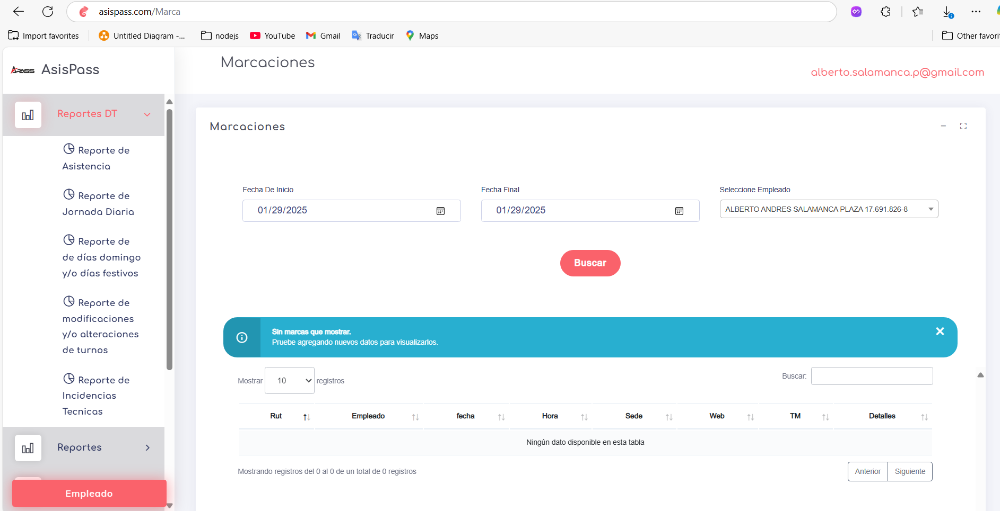 asispass.com/Marca
Import favorites
Untitled Diagram -...
nodejs
YouTube
Gmail
Traducir
Maps
Other favorit
APASS
AsisPass
Marcaciones
alberto.salamanca.p@gmail.com
Reportes DT
Reporte de
Asistencia
Reporte de
Jornada Diaria
Reporte de
de días domingo
y/o días festivos
Reporte de
modificaciones
y/o alteraciones
de turnos
Reporte de
Incidencias
Tecnicas
Reportes
Empleado
Marcaciones
Fecha De Inicio
Fecha Final
Seleccione Empleado
01/29/2025
01/29/2025
ALBERTO ANDRES SALAMANCA PLAZA 17.691.826-8
Buscar
Sin marcas que mostrar.
Pruebe agregando nuevos datos para visualizarlos.
Mostrar 10 registros
Buscar:
Rut Empleado fecha Hora Sede Web TM Detalles
Ningún dato disponible en esta tabla
Mostrando registros del 0 al 0 de un total de 0 registros
Anterior Siguiente